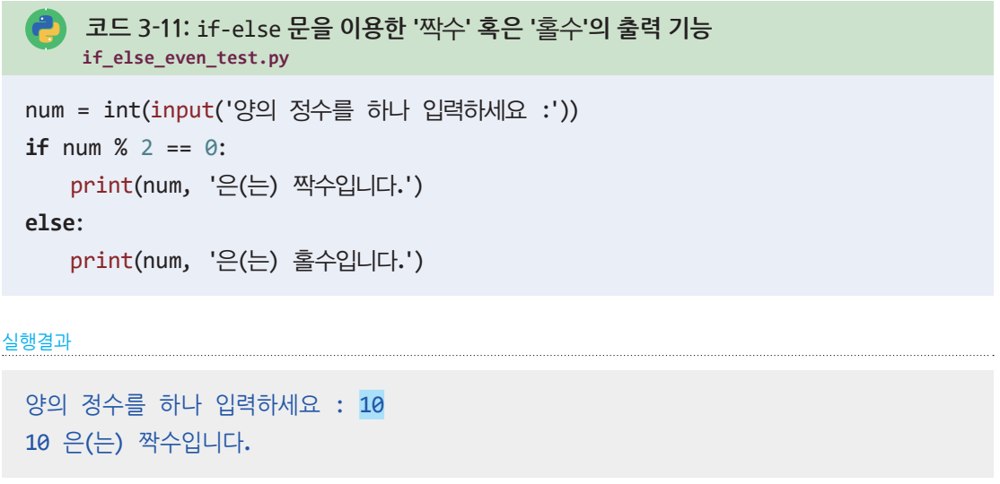 코드 3-11: if-else 문을 이용한 '짝수' 혹은 '홀수'의 출력 기능
if_else_even_test.py
num = int(input('양의 정수를 하나 입력하세요 :'))
if num % 2 == 0:
    print(num, '은(는) 짝수입니다.')
else:
    print(num, '은(는) 홀수입니다.')
실행결과
양의 정수를 하나 입력하세요 : 10
10 은(는) 짝수입니다.